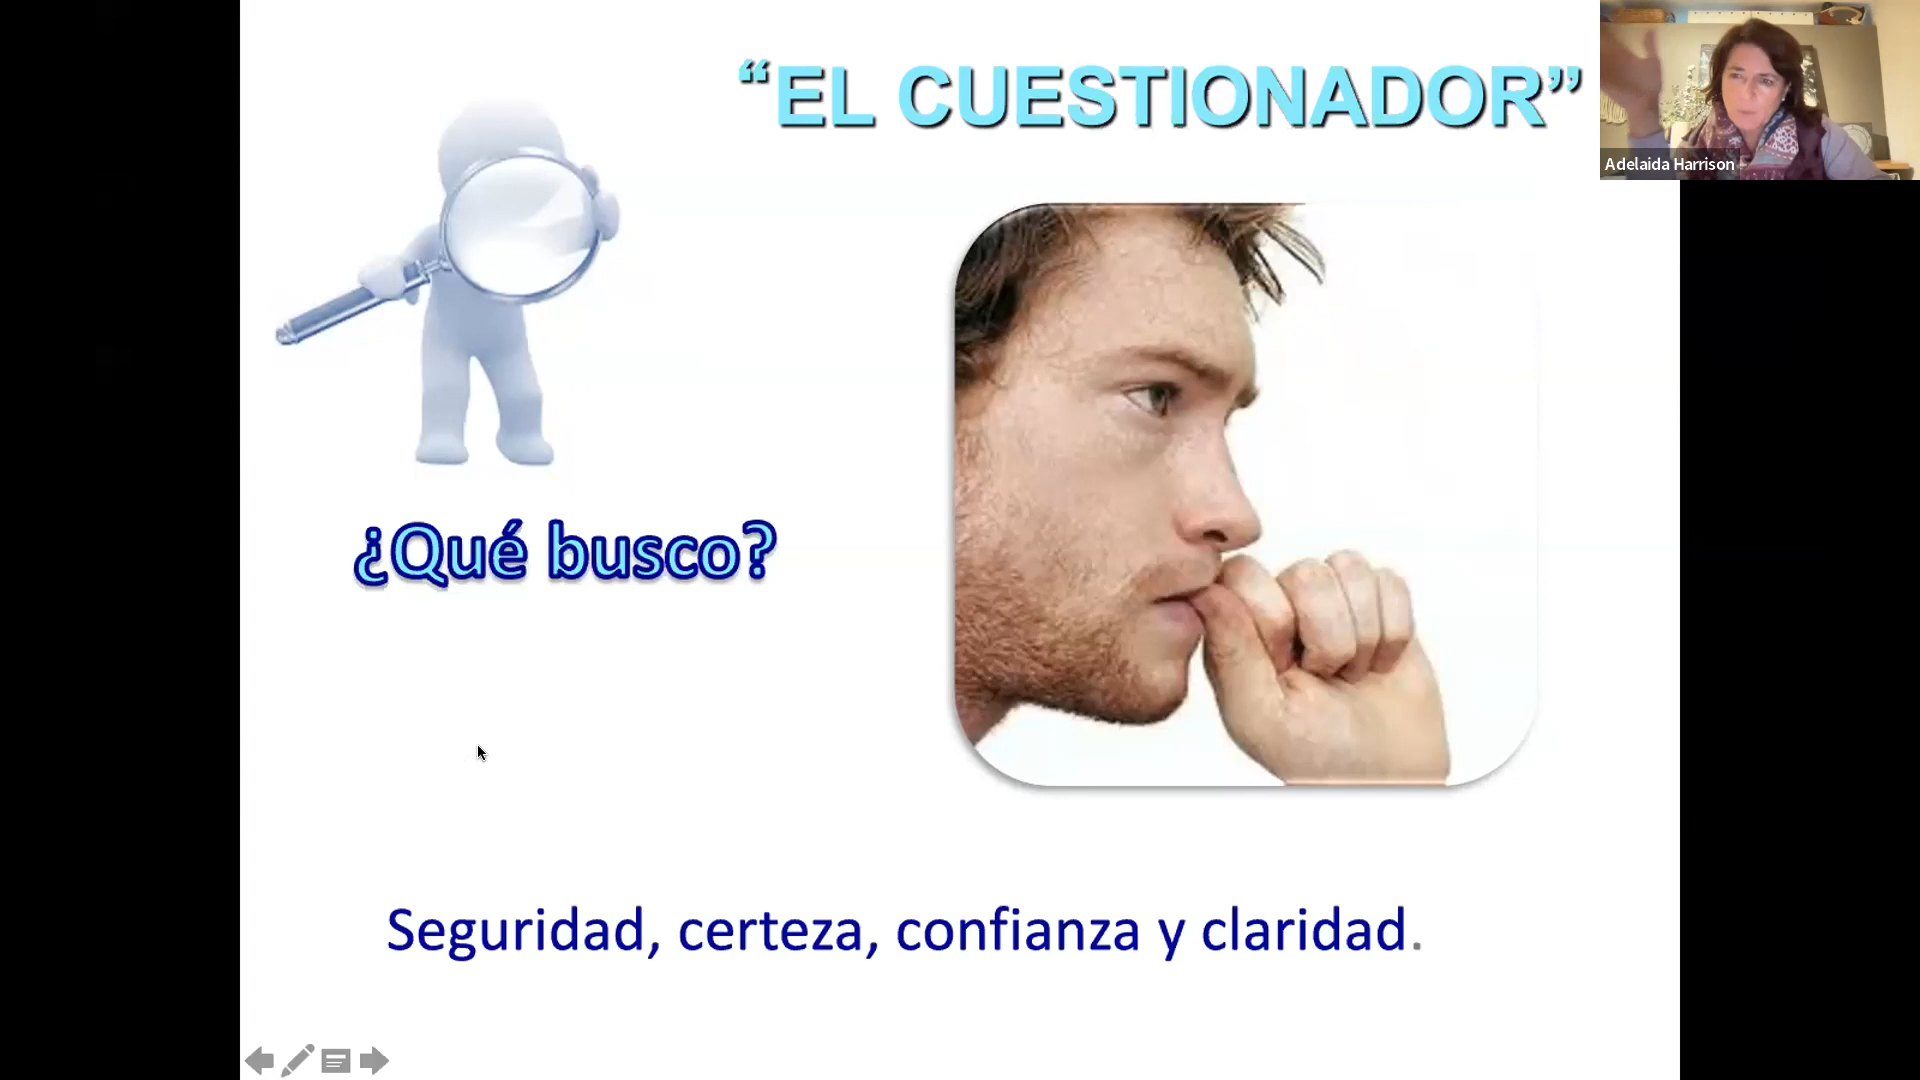 “EL CUESTIONADOR”
Adelaida Harrison
¿Qué busco?
Seguridad, certeza, confianza y claridad.